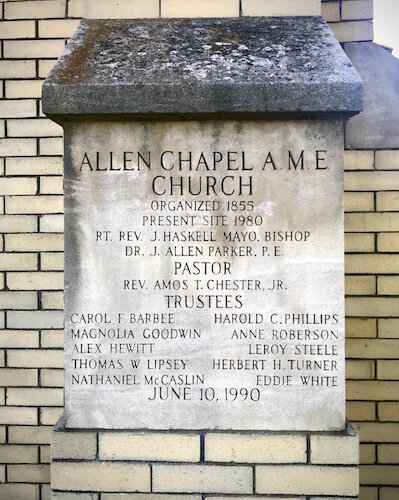 ALLEN CHAPEL A.M.E
CHURCH
ORGANIZED 1855
PRESENT SITE 1980
RT. REV. J. HASKELL MAYO, BISHOP
DR. J. ALLEN PARKER, P. E.
PASTOR
REV. AMOS T. CHESTER, JR.
TRUSTEES
CAROL F. BARBEE HAROLD C. PHILLIPS
MAGNOLIA GOODWIN ANNE ROBERSON
ALEX HEWITT LEROY STEELE
THOMAS W. LIPSEY HERBERT H. TURNER
NATHANIEL McCASLIN EDDIE WHITE
JUNE 10, 1990